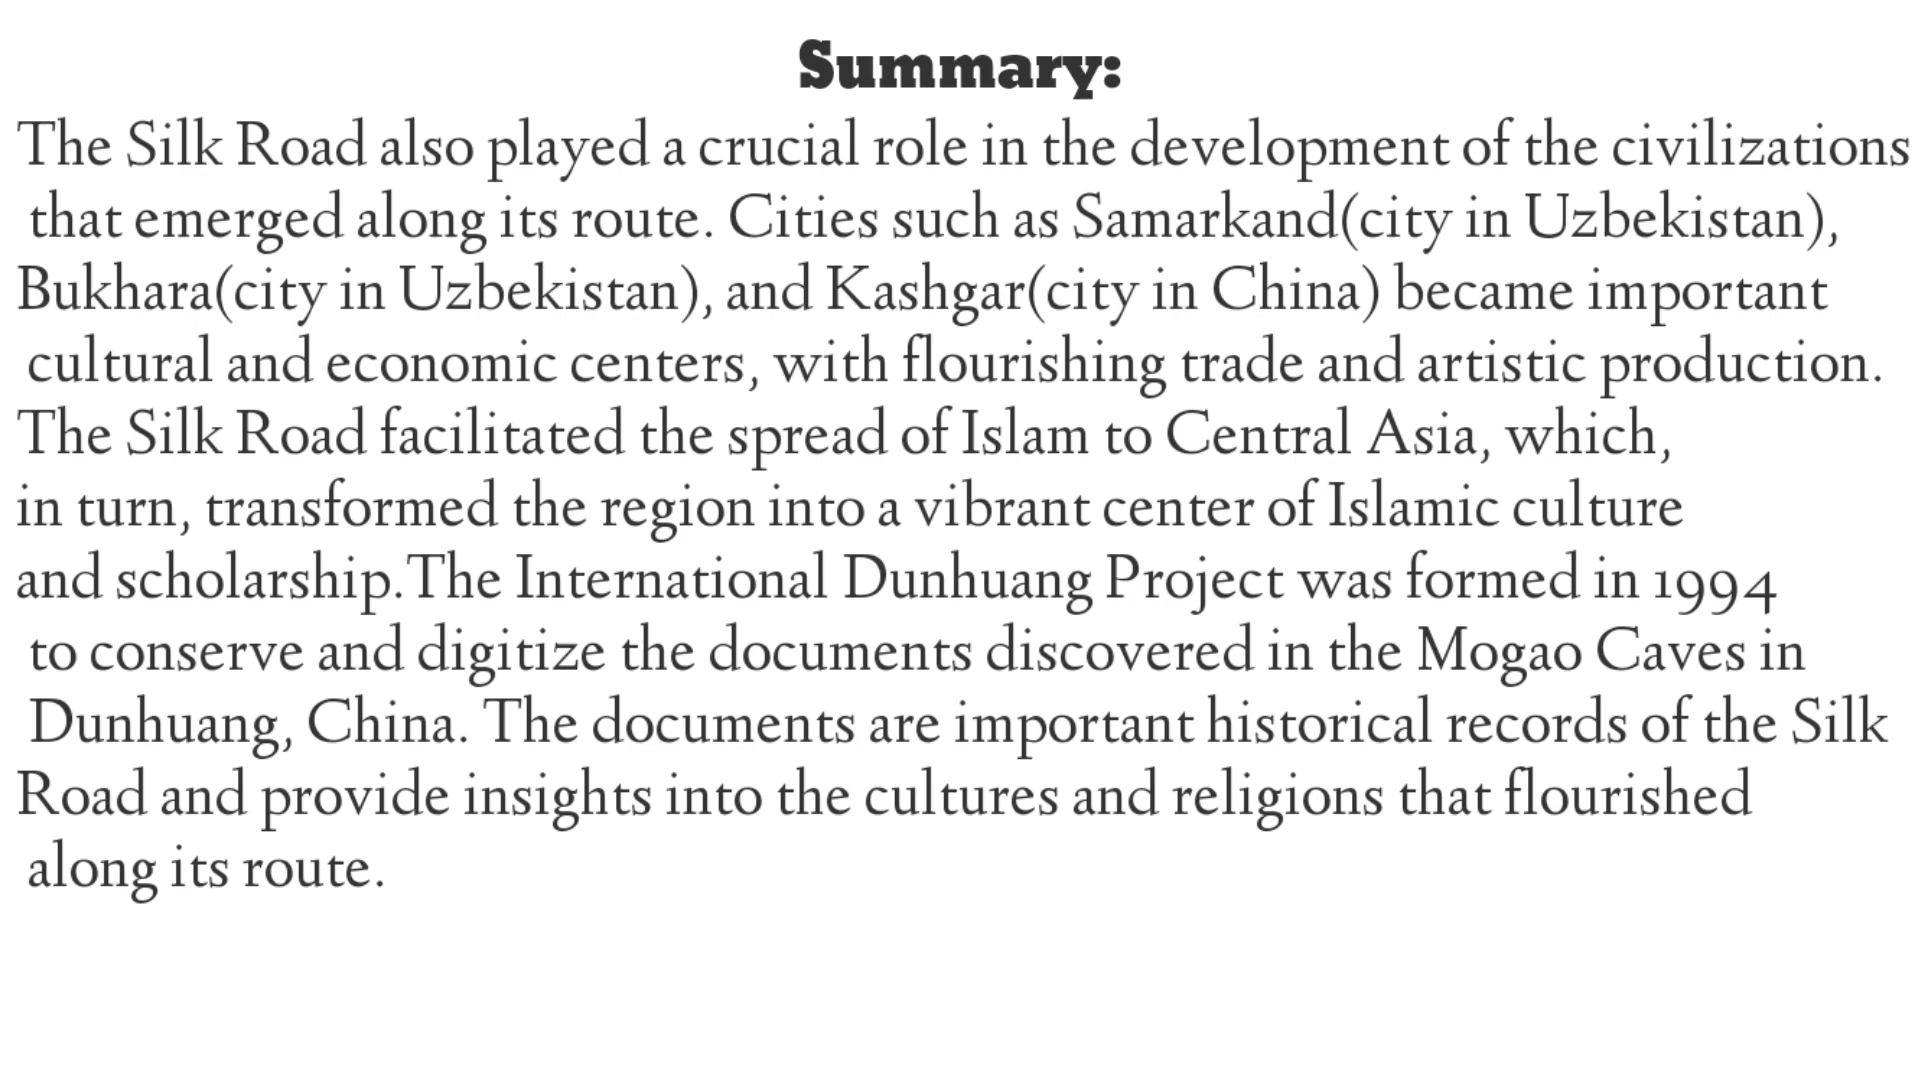 Summary:
The Silk Road also played a crucial role in the development of the civilizations
that emerged along its route. Cities such as Samarkand(city in Uzbekistan),
Bukhara(city in Uzbekistan), and Kashgar(city in China) became important
cultural and economic centers, with flourishing trade and artistic production.
The Silk Road facilitated the spread of Islam to Central Asia, which,
in turn, transformed the region into a vibrant center of Islamic culture
and scholarship.The International Dunhuang Project was formed in 1994
to conserve and digitize the documents discovered in the Mogao Caves in
Dunhuang, China. The documents are important historical records of the Silk
Road and provide insights into the cultures and religions that flourished
along its route.